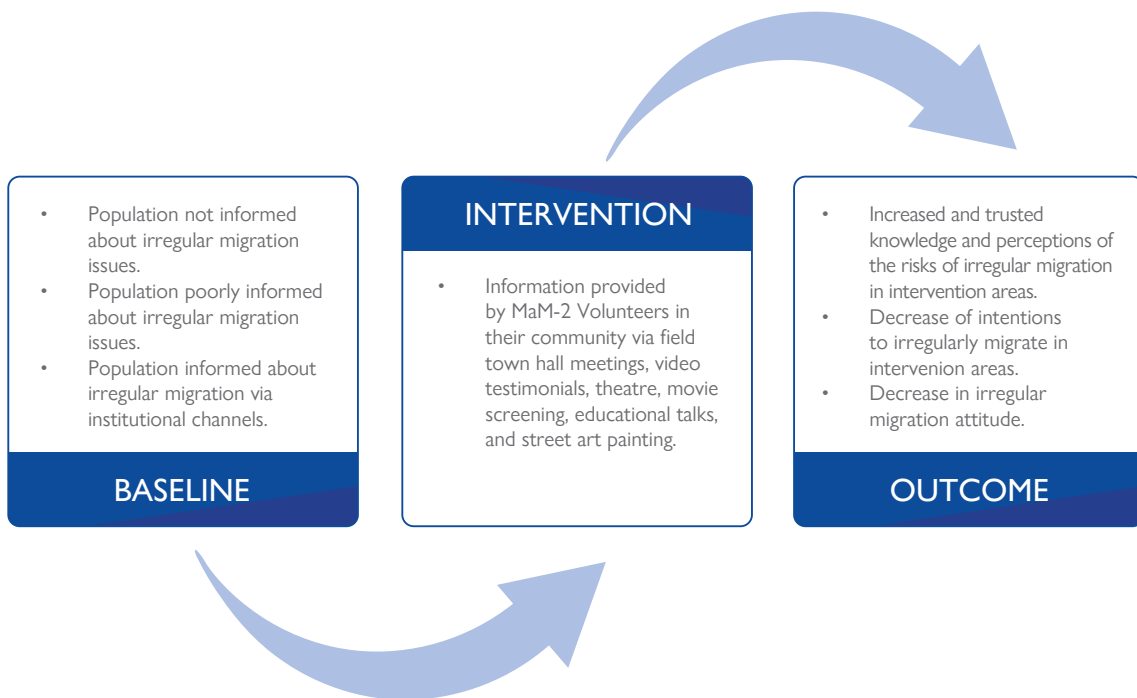 • Population not informed
about irregular migration
issues.
• Population poorly informed
about irregular migration
issues.
• Population informed about
irregular migration via
institutional channels.
BASELINE
INTERVENTION
• Information provided
by MaM-2 Volunteers in
their community via field
town hall meetings, video
testimonials, theatre, movie
screening, educational talks,
and street art painting.
• Increased and trusted
knowledge and perceptions of
the risks of irregular migration
in intervention areas.
• Decrease of intentions
to irregularly migrate in
intervenion areas.
• Decrease in irregular
migration attitude.
OUTCOME